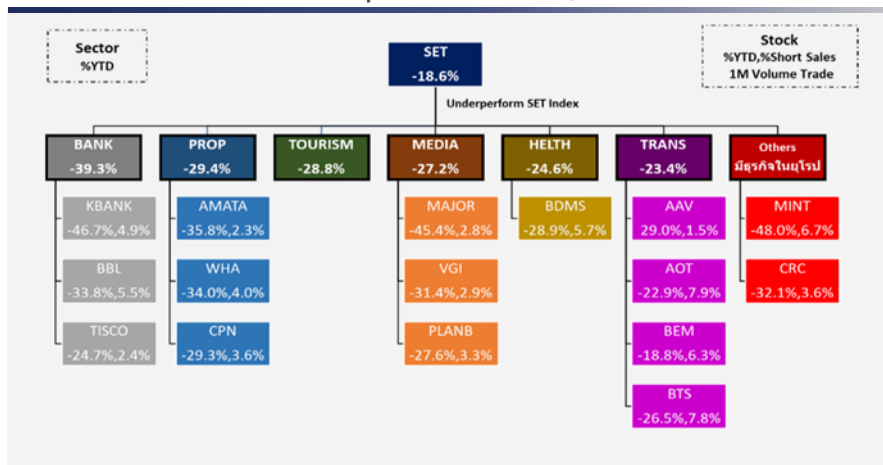 Sector
%YTD
SET
-18.6%
Stock
%YTD,%Short Sales
1M Volume Trade
Underperform SET Index
BANK
-39.3%
PROP
-29.4%
TOURISM
-28.8%
MEDIA
-27.2%
HELTH
-24.6%
TRANS
-23.4%
Others
มีธุรกิจในยุโรป
KBANK
-46.7%,4.9%
AMATA
-35.8%,2.3%
MAJOR
-45.4%,2.8%
BDMS
-28.9%,5.7%
AAV
29.0%,1.5%
MINT
-48.0%,6.7%
BBL
-33.8%,5.5%
WHA
-34.0%,4.0%
VGI
-31.4%,2.9%
AOT
-22.9%,7.9%
CRC
-32.1%,3.6%
TISCO
-24.7%,2.4%
CPN
-29.3%,3.6%
PLANB
-27.6%,3.3%
BEM
-18.8%,6.3%
BTS
-26.5%,7.8%